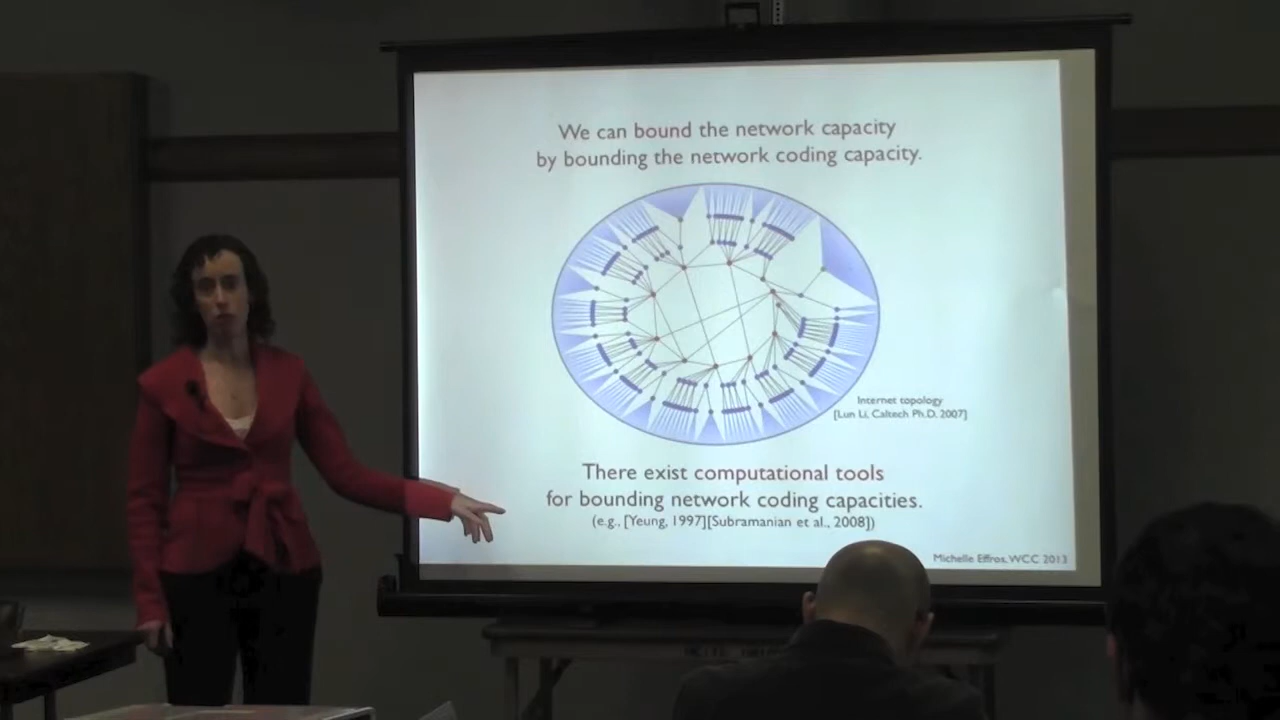 We can bound the network capacity
by bounding the network coding capacity.
Internet topology
[Lun Li, Caltech Ph.D. 2007]
There exist computational tools
for bounding network coding capacities.
(e.g., [Yeung, 1997][Subramanian et al., 2008])
Michelle Effros, WCC 2013